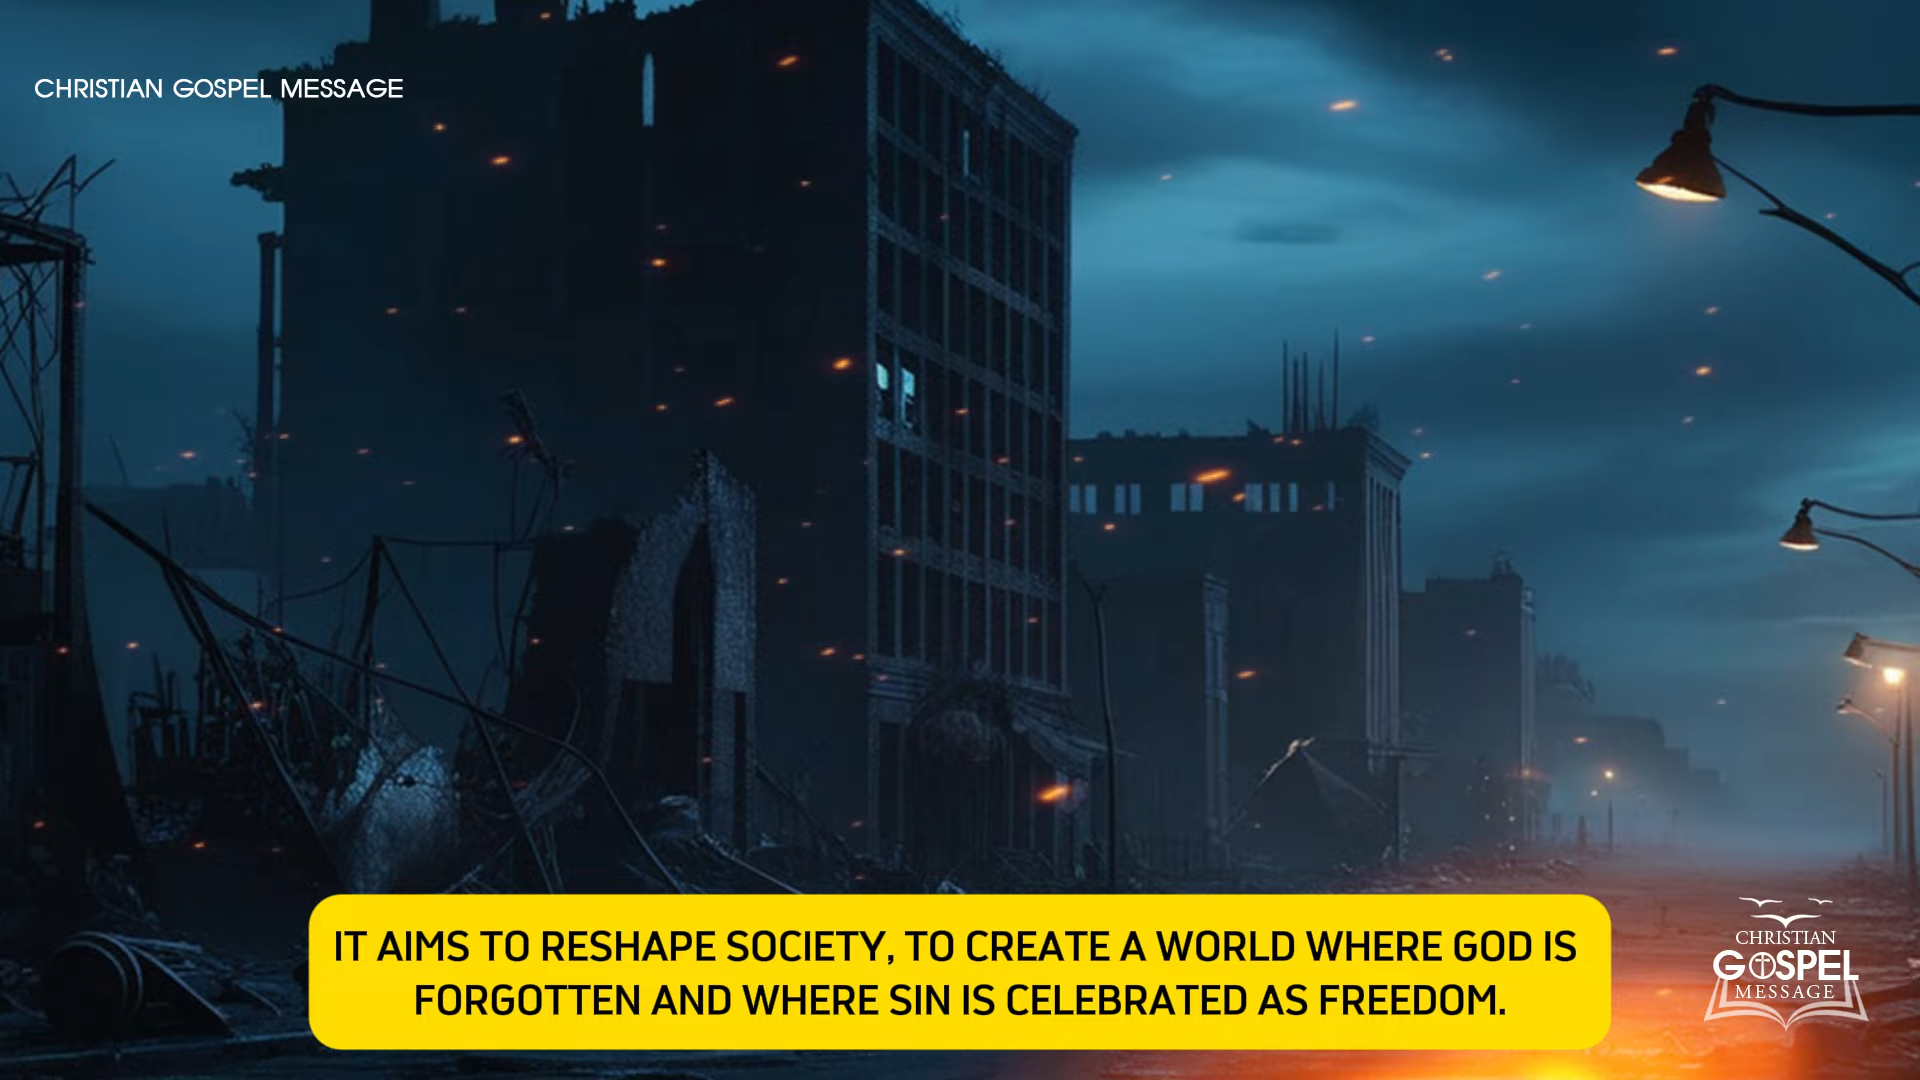 CHRISTIAN GOSPEL MESSAGE
IT AIMS TO RESHAPE SOCIETY, TO CREATE A WORLD WHERE GOD IS
FORGOTTEN AND WHERE SIN IS CELEBRATED AS FREEDOM.
CHRISTIAN
GOSPEL
MESSAGE